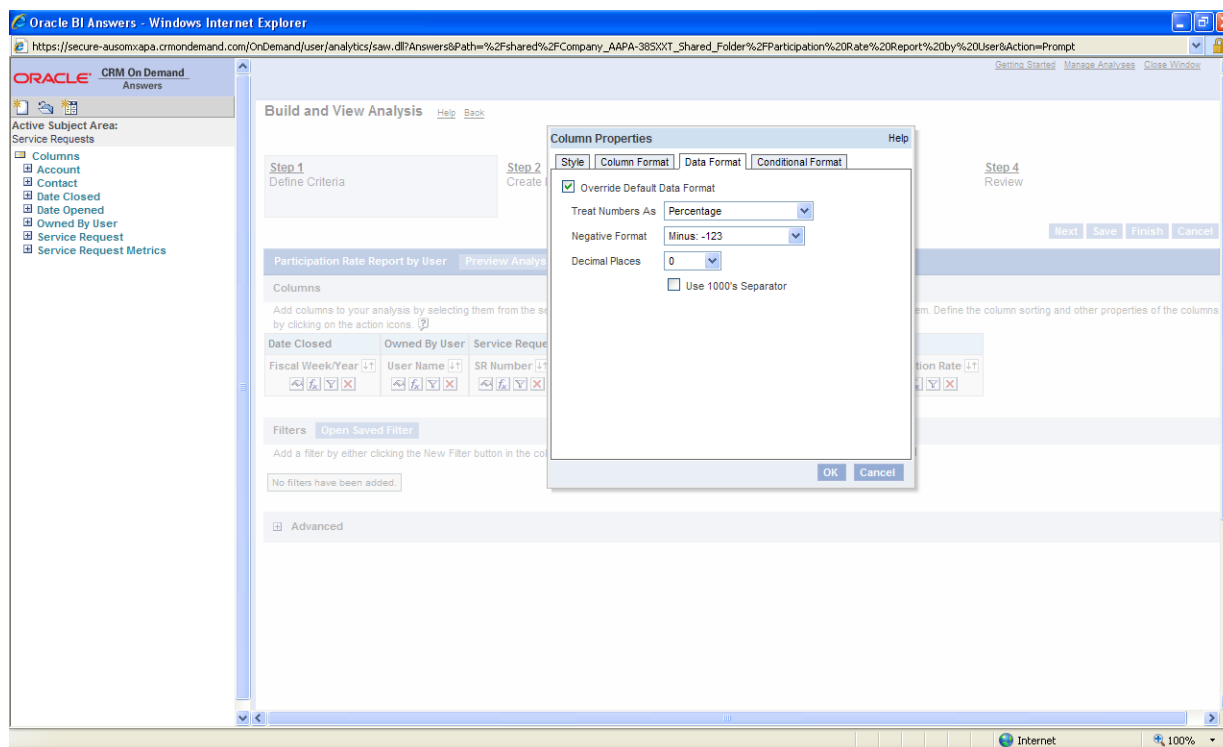 Oracle BI Answers - Windows Internet Explorer
https://secure-ausomxapa.crmondemand.com/OnDemand/user/analytics/saw.dll?Answers&Path=%2Fshared%2FCompany_AAPA-38SXXT_Shared_Folder%2FParticipation%20Rate%20Report%20by%20User&Action=Prompt
ORACLE CRM On Demand
Answers
Getting Started Manage Analyses Close Window
Active Subject Area:
Service Requests
Columns
Account
Contact
Date Closed
Date Opened
Owned By User
Service Request
Service Request Metrics
Build and View Analysis Help Back
Step 1
Define Criteria
Step 2
Create
Step 4
Review
Next Save Finish Cancel
Participation Rate Report by User Preview Analys
Columns
Add columns to your analysis by selecting them from the se
em. Define the column sorting and other properties of the columns
by clicking on the action icons.
Date Closed Owned By User Service Reque
Fiscal Week/Year User Name SR Number tion Rate
Filters Open Saved Filter
Add a filter by either clicking the New Filter button in the col
No filters have been added.
Advanced
Column Properties Help
Style Column Format Data Format Conditional Format
Override Default Data Format
Treat Numbers As Percentage
Negative Format Minus: -123
Decimal Places 0
Use 1000's Separator
OK Cancel
Internet 100%